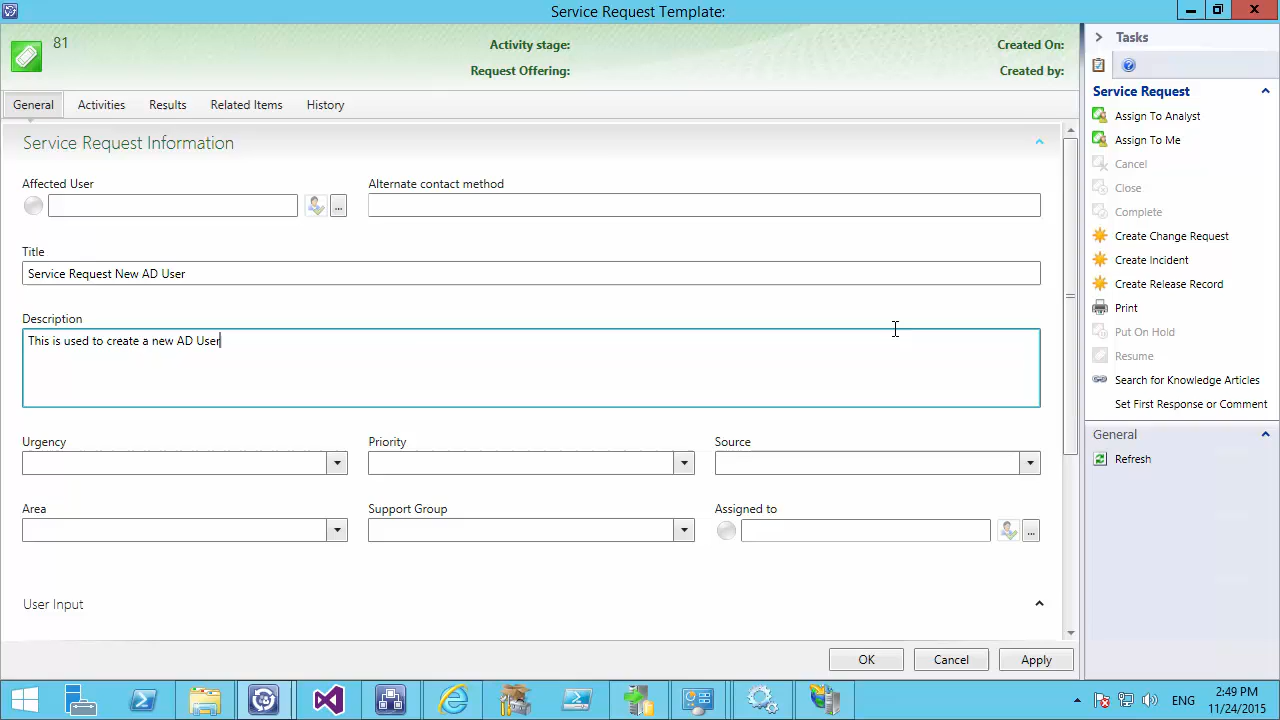 Service Request Template:
81
Activity stage:
Created On:
Request Offering:
Created by:
General
Activities
Results
Related Items
History
Service Request Information
Affected User
Alternate contact method
...
Title
Service Request New AD User
Description
This is used to create a new AD User
Urgency
Priority
Source
Area
Support Group
Assigned to
...
User Input
OK
Cancel
Apply
Tasks
Service Request
Assign To Analyst
Assign To Me
Cancel
Close
Complete
Create Change Request
Create Incident
Create Release Record
Print
Put On Hold
Resume
Search for Knowledge Articles
Set First Response or Comment
General
Refresh
ENG
2:49 PM
11/24/2015